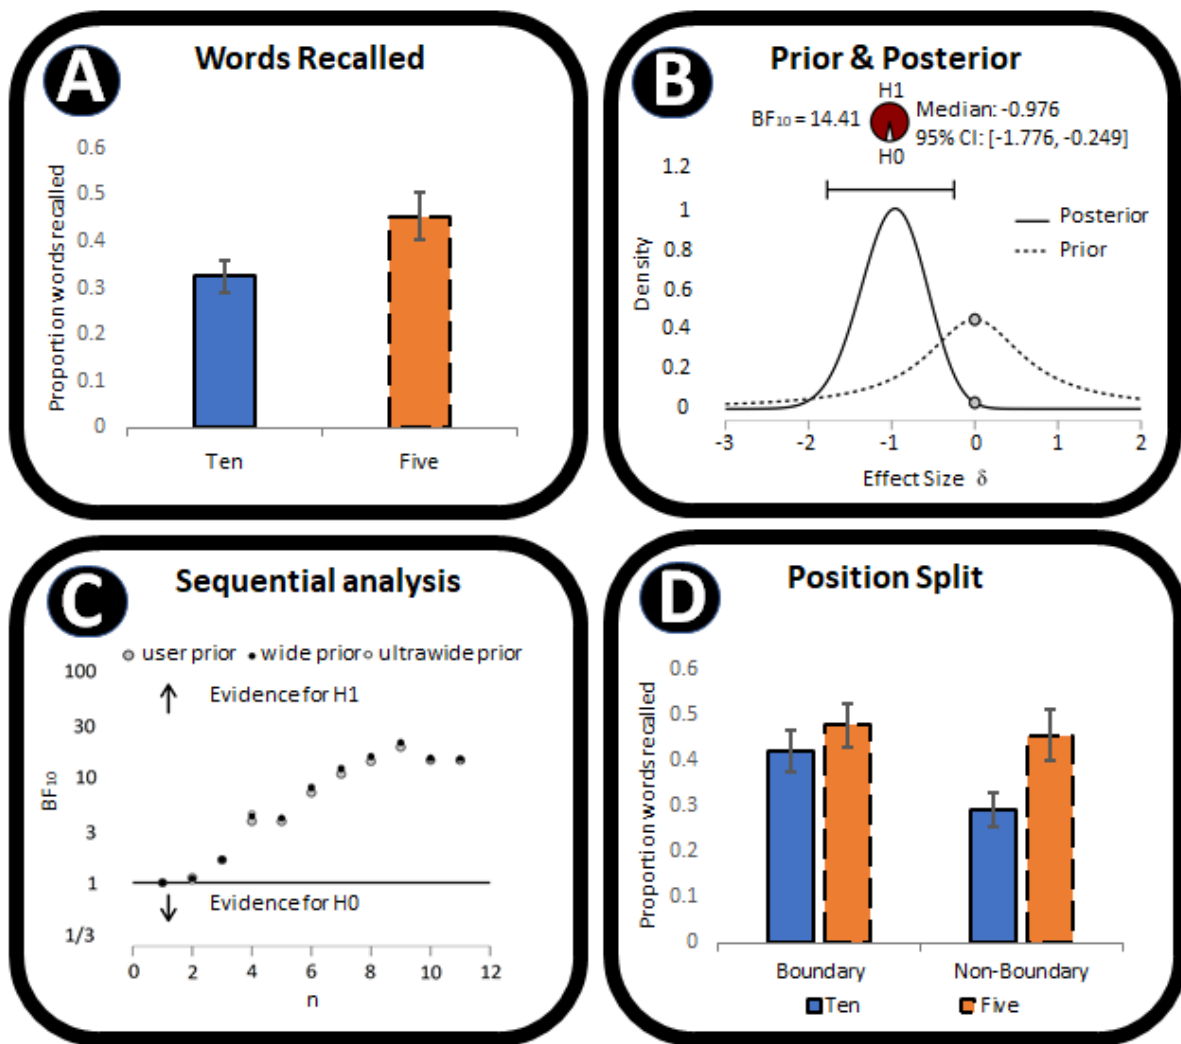 A
Words Recalled
Proportion words recalled
0.6
0.5
0.4
0.3
0.2
0.1
0
Ten
Five
B
Prior & Posterior
H1
BF₁₀ = 14.41
Median: -0.976
95% CI: [-1.776, -0.249]
H0
Density
1.2
1
0.8
0.6
0.4
0.2
0
Posterior
Prior
-3
-2
-1
0
1
2
Effect Size δ
C
Sequential analysis
user prior
wide prior
ultrawide prior
BF₁₀
100
30
10
3
1
1/3
Evidence for H1
Evidence for H0
0
2
4
6
8
10
12
n
D
Position Split
Proportion words recalled
0.6
0.5
0.4
0.3
0.2
0.1
0
Boundary
Non-Boundary
Ten
Five